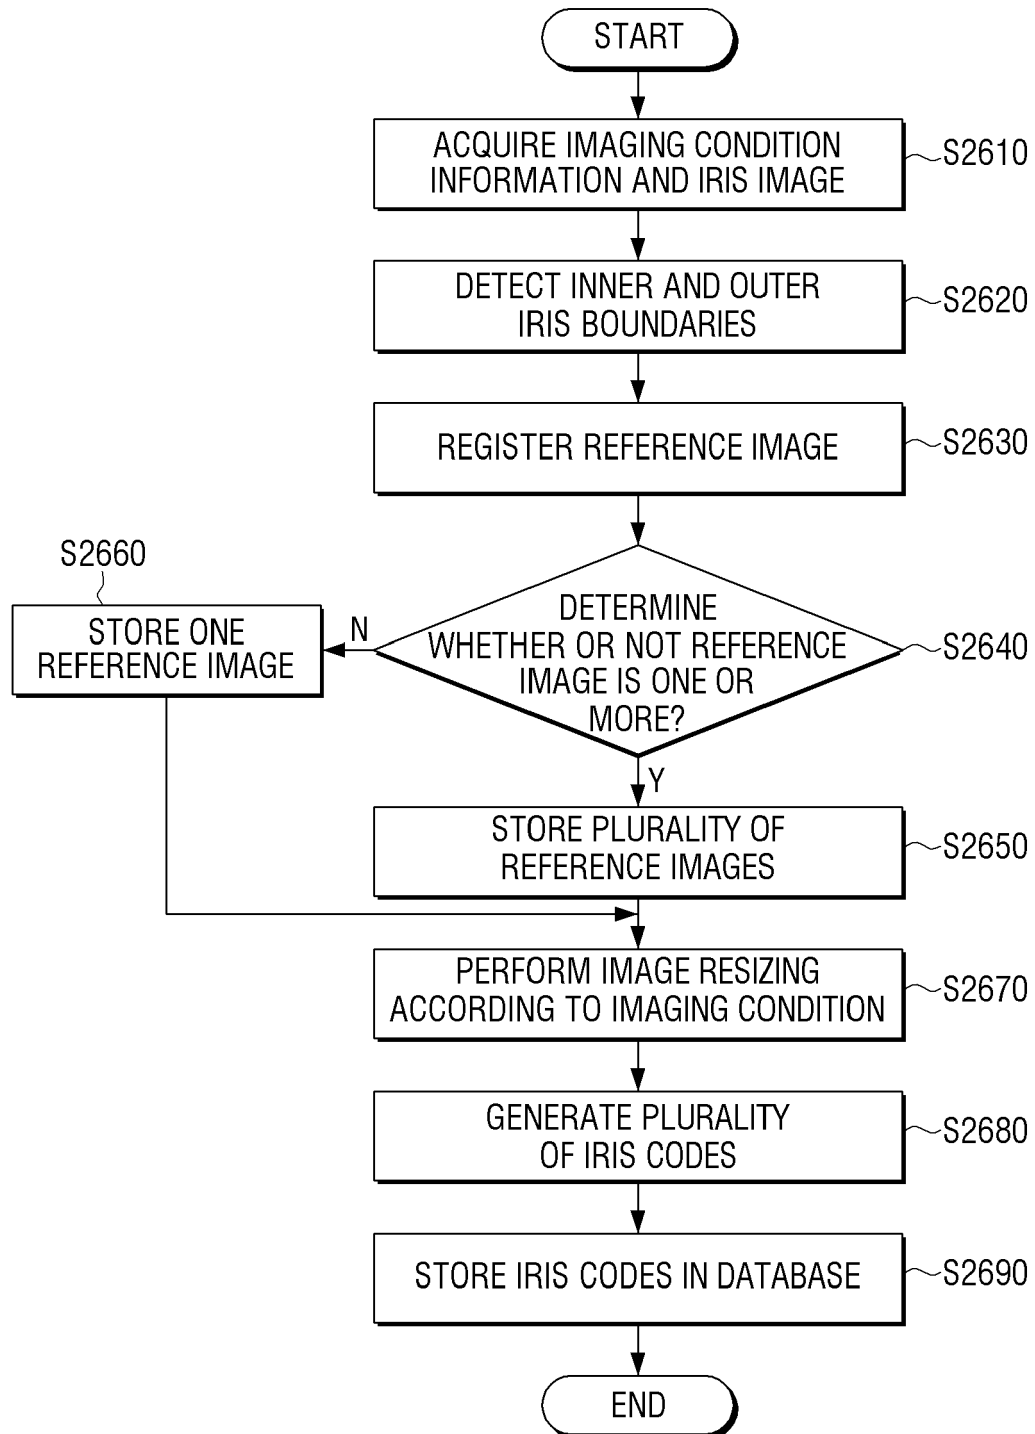 START
ACQUIRE IMAGING CONDITION
INFORMATION AND IRIS IMAGE
S2610
DETECT INNER AND OUTER
IRIS BOUNDARIES
S2620
REGISTER REFERENCE IMAGE
S2630
S2660
STORE ONE
REFERENCE IMAGE
N
DETERMINE
WHETHER OR NOT REFERENCE
IMAGE IS ONE OR
MORE?
S2640
Y
STORE PLURALITY OF
REFERENCE IMAGES
S2650
PERFORM IMAGE RESIZING
ACCORDING TO IMAGING CONDITION
S2670
GENERATE PLURALITY
OF IRIS CODES
S2680
STORE IRIS CODES IN DATABASE
S2690
END